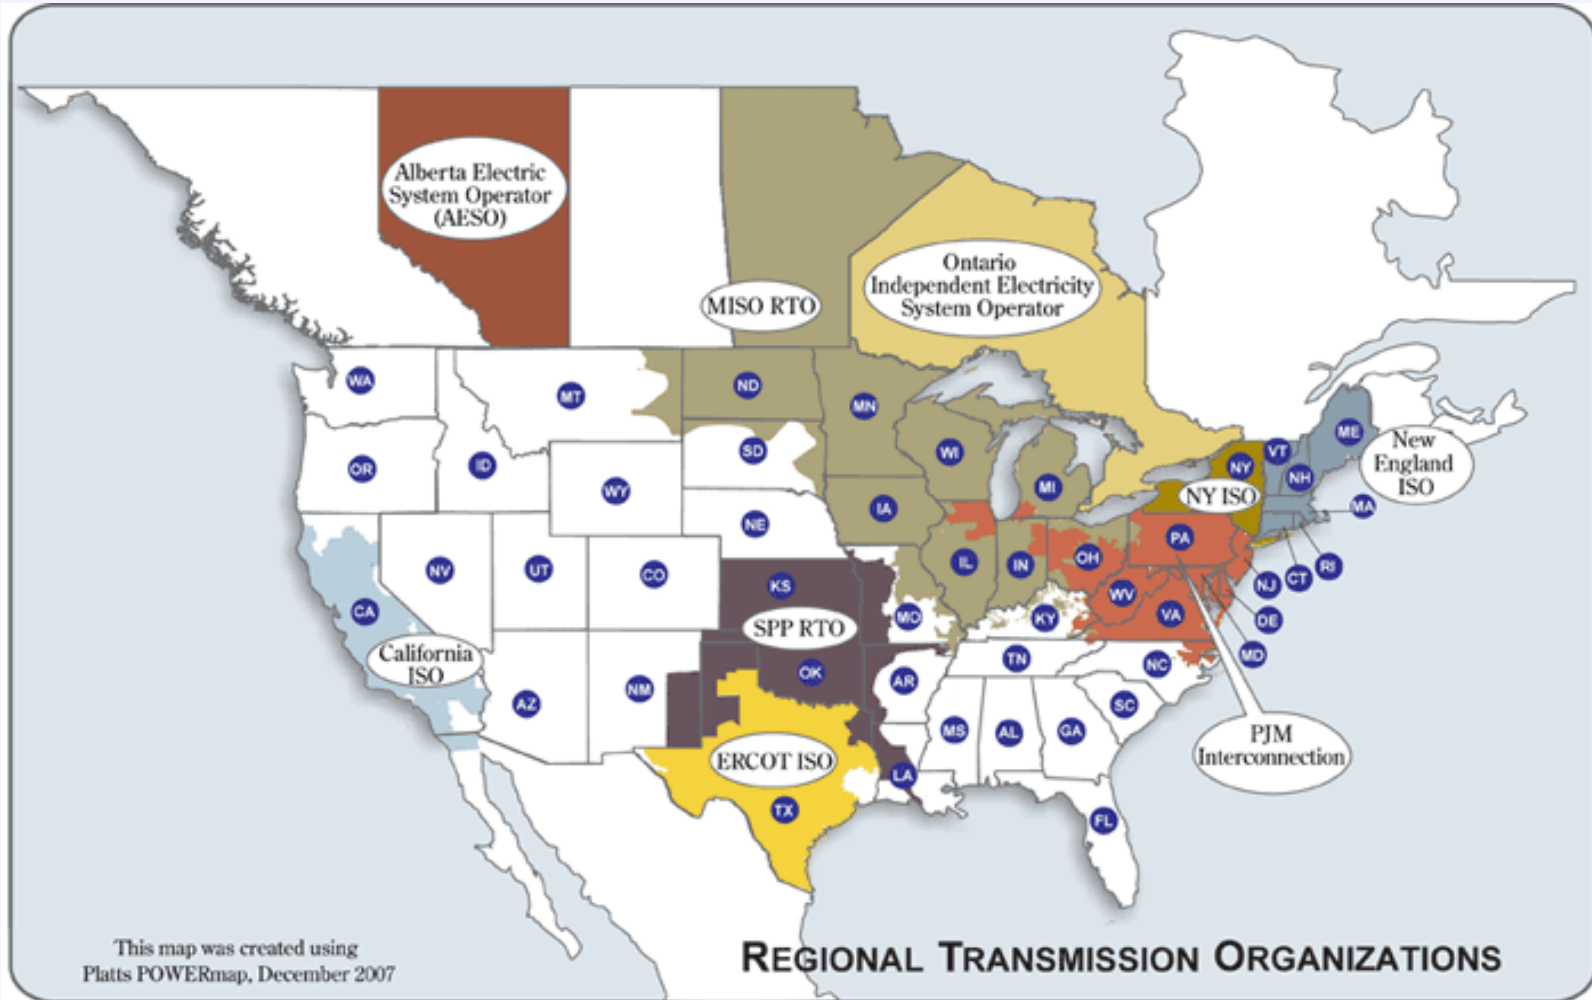 Alberta Electric
System Operator
(AESO)
Ontario
Independent Electricity
System Operator
MISO RTO
WA
MT
ND
MN
OR
ID
SD
WI
MI
NY
VT
ME
NH
New
England
ISO
NY ISO
MA
WY
NE
IA
PA
NV
UT
CO
KS
IL
IN
OH
WV
VA
NJ
CT
RI
DE
MD
CA
California
ISO
SPP RTO
MO
KY
TN
NC
AZ
NM
OK
AR
SC
MS
AL
GA
ERCOT ISO
TX
LA
FL
PJM
Interconnection
This map was created using
Platts POWERmap, December 2007
REGIONAL TRANSMISSION ORGANIZATIONS